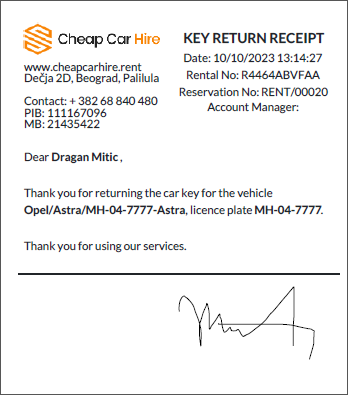 Cheap Car Hire
www.cheapcarhire.rent
Dečja 2D, Beograd, Palilula
Contact: + 382 68 840 480
PIB: 111167096
MB: 21435422
KEY RETURN RECEIPT
Date: 10/10/2023 13:14:27
Rental No: R4464ABVFAA
Reservation No: RENT/00020
Account Manager:
Dear Dragan Mitic ,
Thank you for returning the car key for the vehicle
Opel/Astra/MH-04-7777-Astra, licence plate MH-04-7777.
Thank you for using our services.